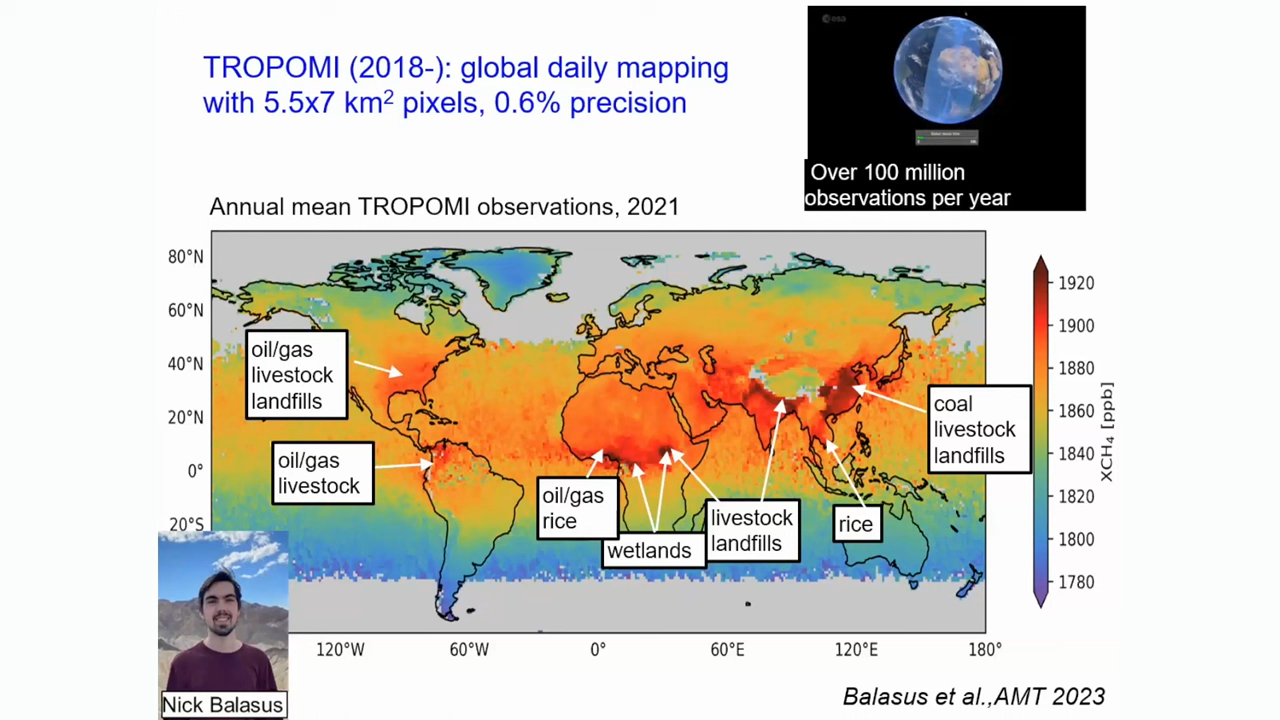 TROPOMI (2018-): global daily mapping
with 5.5x7 km² pixels, 0.6% precision
esa
Over 100 million
observations per year
Annual mean TROPOMI observations, 2021
80°N
60°N
40°N
20°N
0°
20°S
oil/gas
livestock
landfills
oil/gas
livestock
oil/gas
rice
wetlands
livestock
landfills
rice
coal
livestock
landfills
1920
1900
1880
1860
1840
1820
1800
1780
XCH₄ [ppb]
120°W
60°W
0°
60°E
120°E
180°
Nick Balasus
Balasus et al.,AMT 2023